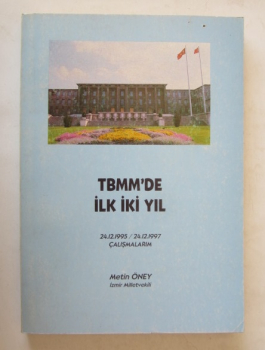 TBMM'DE
İLK İKİ YIL
24.12.1995 / 24.12.1997
ÇALIŞMALARIM
Metin ÖNEY
İzmir Milletvekili